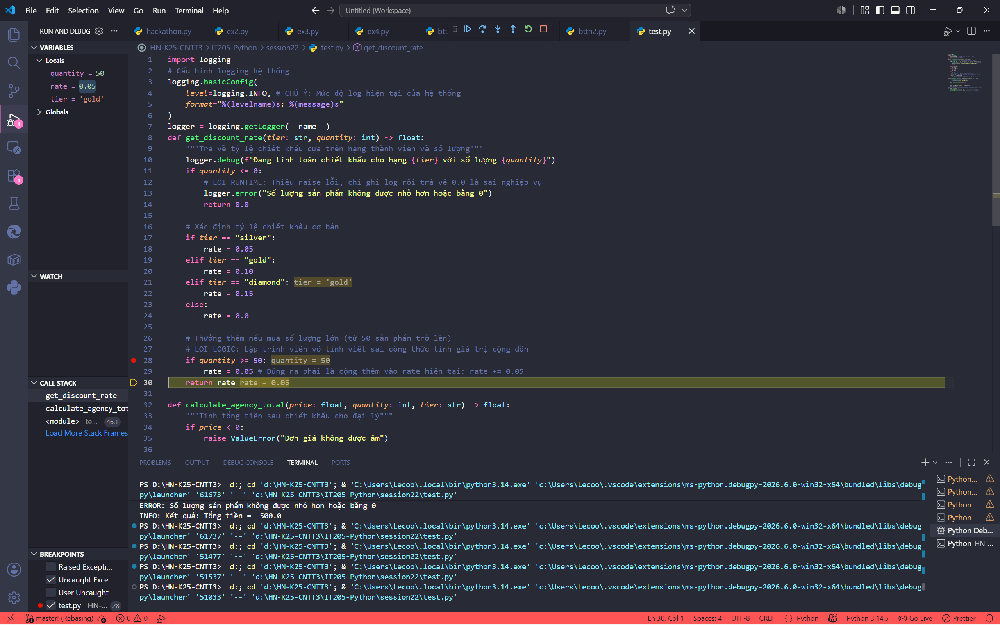 File Edit Selection View Go Run Terminal Help
Untitled (Workspace)
RUN AND DEBUG
hackathon.py ex2.py ex3.py ex4.py btt btth2.py test.py
VARIABLES
Locals
quantity = 50
rate = 0.05
tier = 'gold'
Globals
WATCH
CALL STACK
get_discount_rate
calculate_agency_tot
<module> te... 46:1
Load More Stack Frames
BREAKPOINTS
Raised Excepti...
Uncaught Exce...
User Uncaught...
test.py HN-... 28
HN-K25-CNTT3 > IT205-Python > session22 > test.py > get_discount_rate
1 import logging
2 # Cấu hình logging hệ thống
3 logging.basicConfig(
4 level=logging.INFO, # CHÚ Ý: Mức độ log hiện tại của hệ thống
5 format="%(levelname)s: %(message)s"
6 )
7 logger = logging.getLogger(__name__)
8 def get_discount_rate(tier: str, quantity: int) -> float:
9 """Trả về tỷ lệ chiết khấu dựa trên hạng thành viên và số lượng"""
10 logger.debug(f"Đang tính toán chiết khấu cho hạng {tier} với số lượng {quantity}")
11 if quantity <= 0:
12 # LOI RUNTIME: Thiếu raise lỗi, chỉ ghi log rồi trả về 0.0 là sai nghiệp vụ
13 logger.error("Số lượng sản phẩm không được nhỏ hơn hoặc bằng 0")
14 return 0.0
15
16 # Xác định tỷ lệ chiết khấu cơ bản
17 if tier == "silver":
18 rate = 0.05
19 elif tier == "gold":
20 rate = 0.10
21 elif tier == "diamond": tier = 'gold'
22 rate = 0.15
23 else:
24 rate = 0.0
25
26 # Thưởng thêm nếu mua số lượng lớn (từ 50 sản phẩm trở lên)
27 # LOI LOGIC: Lập trình viên vô tình viết sai công thức tính giá trị cộng dồn
28 if quantity >= 50: quantity = 50
29 rate = 0.05 # Đúng ra phải là cộng thêm vào rate hiện tại: rate += 0.05
30 return rate rate = 0.05
31
32 def calculate_agency_total(price: float, quantity: int, tier: str) -> float:
33 """Tính tổng tiền sau chiết khấu cho đại lý"""
34 if price < 0:
35 raise ValueError("Đơn giá không được âm")
36
PROBLEMS OUTPUT DEBUG CONSOLE TERMINAL PORTS
PS D:\HN-K25-CNTT3> d:; cd 'd:\HN-K25-CNTT3'; & 'C:\Users\Lecoo\.local\bin\python3.14.exe' 'c:\Users\Lecoo\.vscode\extensions\ms-python.debugpy-2026.6.0-win32-x64\bundled\libs\debug
py\launcher' '61673' '--' 'd:\HN-K25-CNTT3\IT205-Python\session22\test.py'
ERROR: Số lượng sản phẩm không được nhỏ hơn hoặc bằng 0
INFO: Kết quả: Tổng tiền = -500.0
PS D:\HN-K25-CNTT3> d:; cd 'd:\HN-K25-CNTT3'; & 'C:\Users\Lecoo\.local\bin\python3.14.exe' 'c:\Users\Lecoo\.vscode\extensions\ms-python.debugpy-2026.6.0-win32-x64\bundled\libs\debug
py\launcher' '61737' '--' 'd:\HN-K25-CNTT3\IT205-Python\session22\test.py'
PS D:\HN-K25-CNTT3> d:; cd 'd:\HN-K25-CNTT3'; & 'C:\Users\Lecoo\.local\bin\python3.14.exe' 'c:\Users\Lecoo\.vscode\extensions\ms-python.debugpy-2026.6.0-win32-x64\bundled\libs\debug
py\launcher' '51477' '--' 'd:\HN-K25-CNTT3\IT205-Python\session22\test.py'
PS D:\HN-K25-CNTT3> d:; cd 'd:\HN-K25-CNTT3'; & 'C:\Users\Lecoo\.local\bin\python3.14.exe' 'c:\Users\Lecoo\.vscode\extensions\ms-python.debugpy-2026.6.0-win32-x64\bundled\libs\debug
py\launcher' '51537' '--' 'd:\HN-K25-CNTT3\IT205-Python\session22\test.py'
PS D:\HN-K25-CNTT3> d:; cd 'd:\HN-K25-CNTT3'; & 'C:\Users\Lecoo\.local\bin\python3.14.exe' 'c:\Users\Lecoo\.vscode\extensions\ms-python.debugpy-2026.6.0-win32-x64\bundled\libs\debug
py\launcher' '51033' '--' 'd:\HN-K25-CNTT3\IT205-Python\session22\test.py'
Python...
Python...
Python...
Python...
Python Deb...
Python HN-...
master! (Rebasing) 0 0 Ln 30, Col 1 Spaces: 4 UTF-8 CRLF { } Python Python 3.14.5 Go Live Prettier